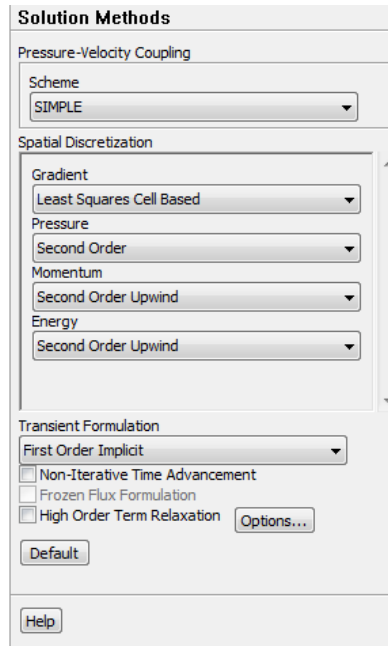 Solution Methods
Pressure-Velocity Coupling
Scheme
SIMPLE
Spatial Discretization
Gradient
Least Squares Cell Based
Pressure
Second Order
Momentum
Second Order Upwind
Energy
Second Order Upwind
Transient Formulation
First Order Implicit
Non-Iterative Time Advancement
Frozen Flux Formulation
High Order Term Relaxation Options...
Default
Help